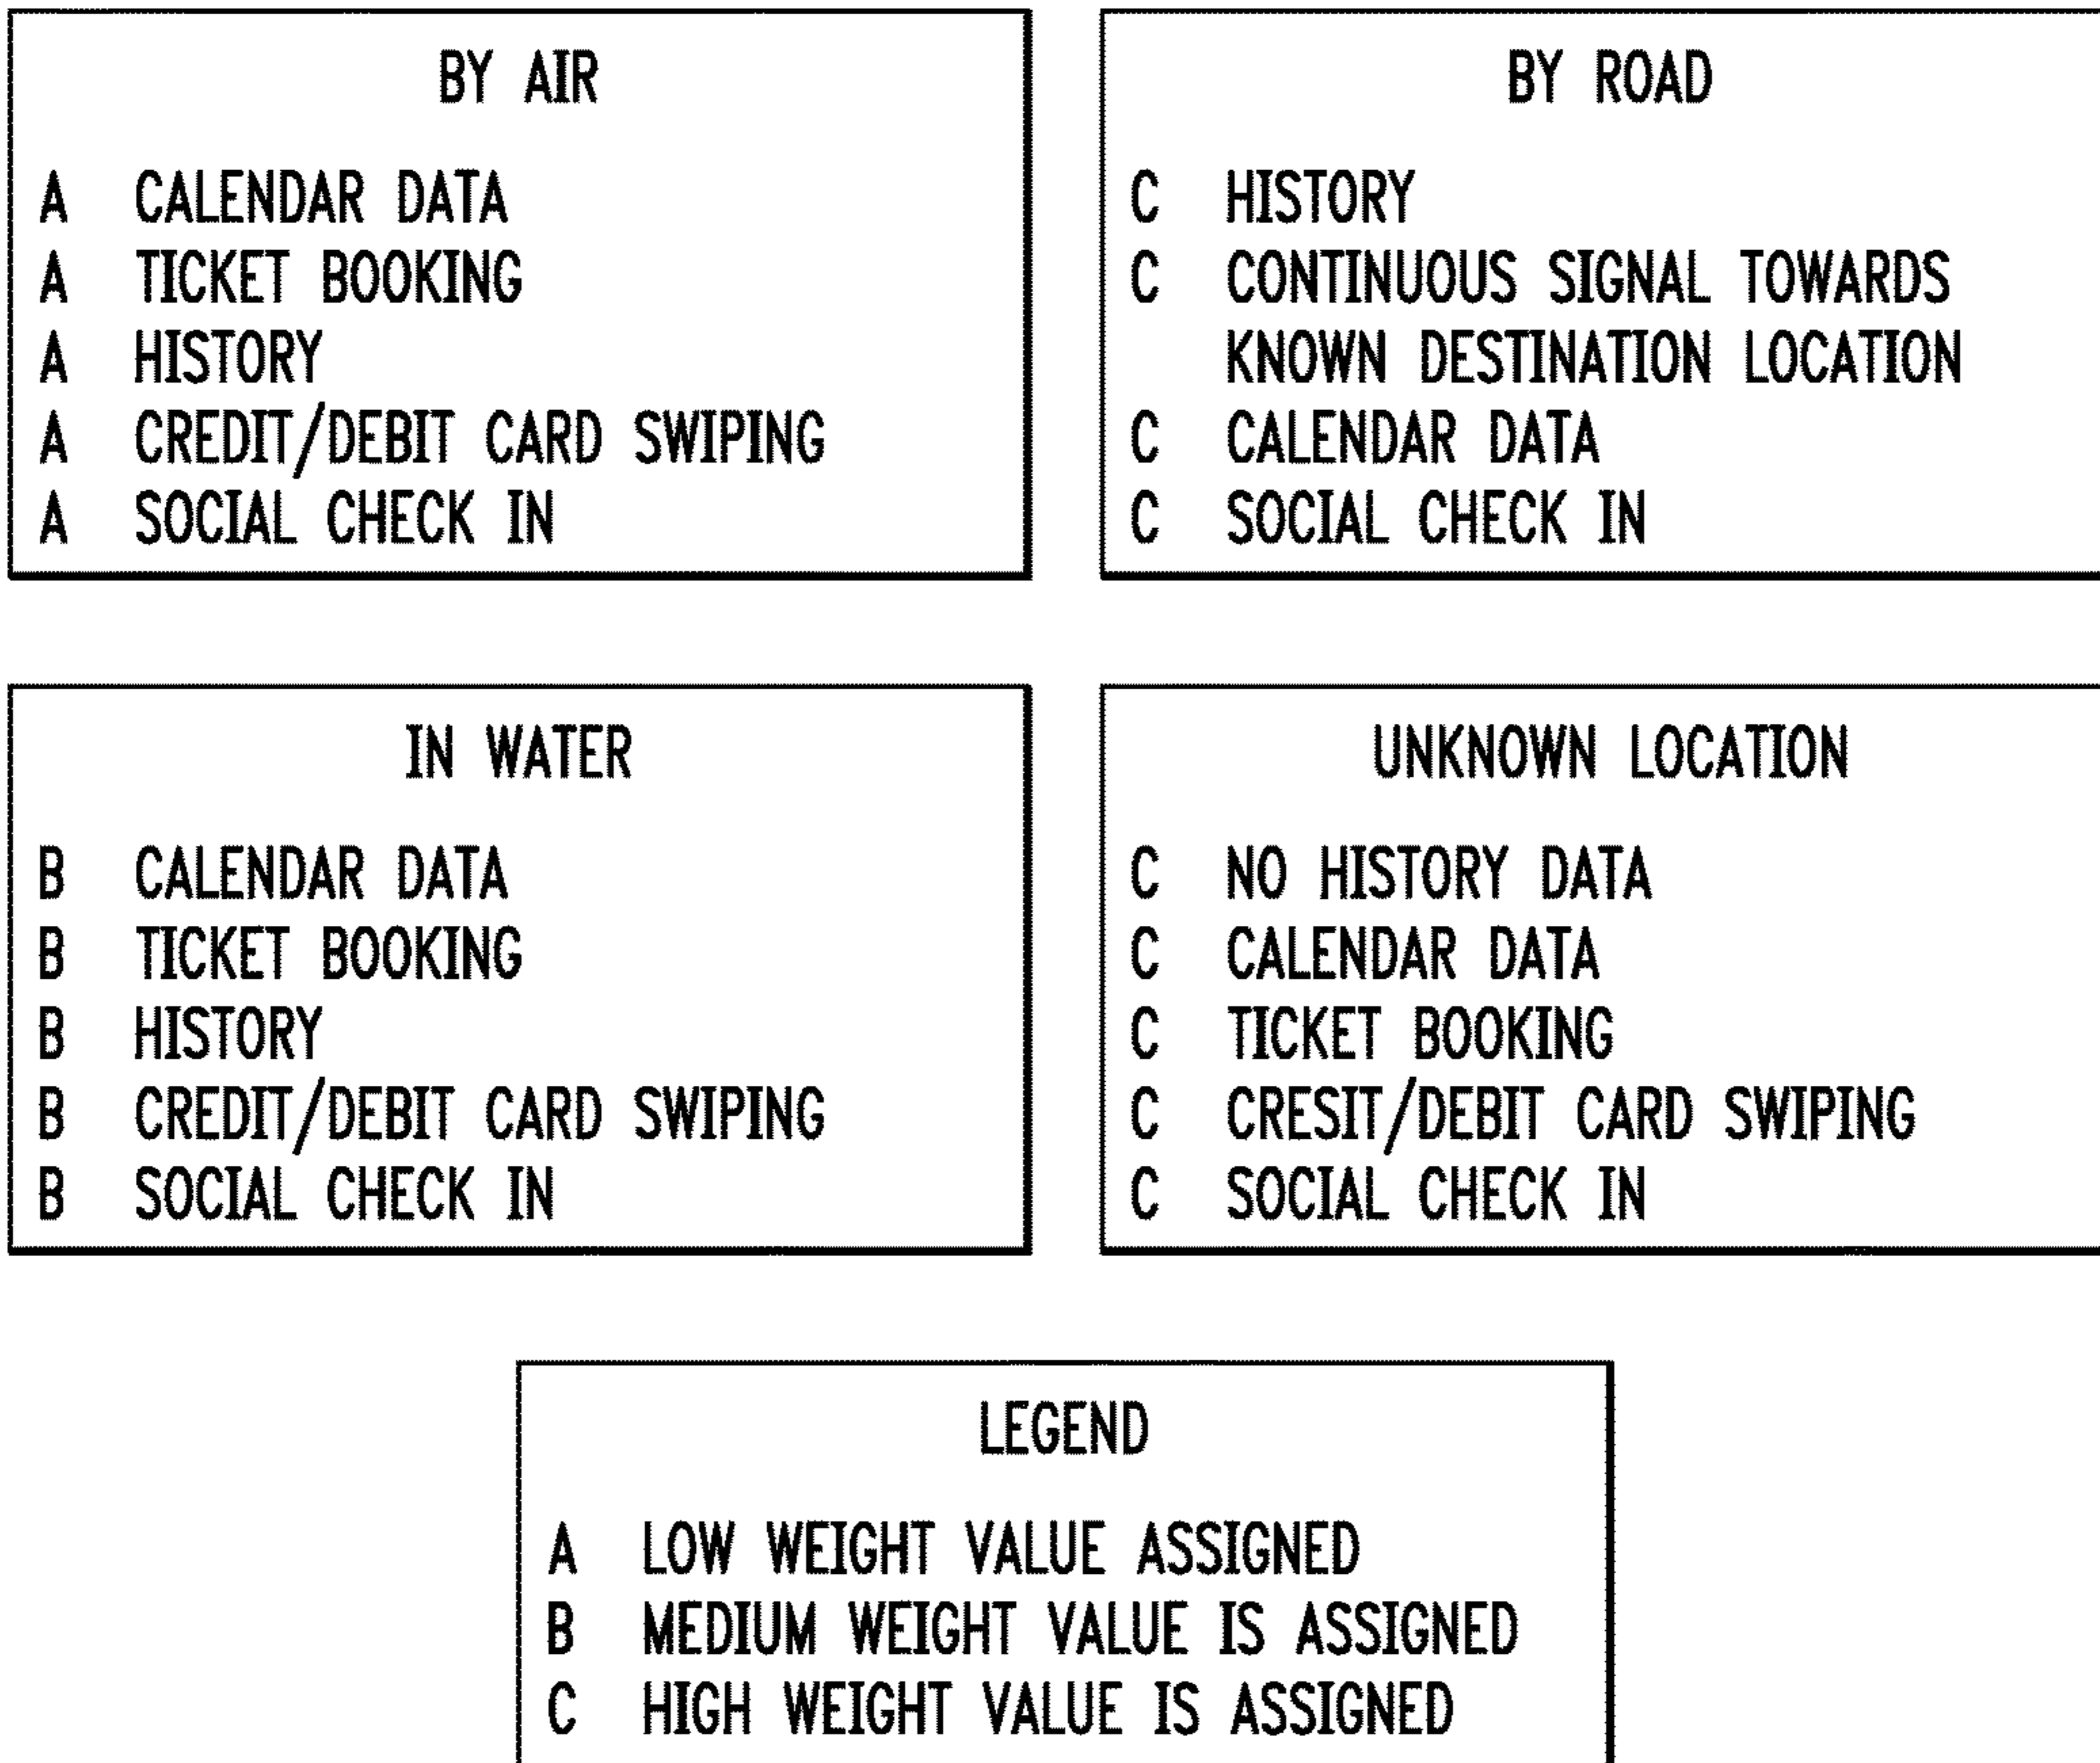 BY AIR
A CALENDAR DATA
A TICKET BOOKING
A HISTORY
A CREDIT/DEBIT CARD SWIPING
A SOCIAL CHECK IN
BY ROAD
C HISTORY
C CONTINUOUS SIGNAL TOWARDS
KNOWN DESTINATION LOCATION
C CALENDAR DATA
C SOCIAL CHECK IN
IN WATER
B CALENDAR DATA
B TICKET BOOKING
B HISTORY
B CREDIT/DEBIT CARD SWIPING
B SOCIAL CHECK IN
UNKNOWN LOCATION
C NO HISTORY DATA
C CALENDAR DATA
C TICKET BOOKING
C CRESIT/DEBIT CARD SWIPING
C SOCIAL CHECK IN
LEGEND
A LOW WEIGHT VALUE ASSIGNED
B MEDIUM WEIGHT VALUE IS ASSIGNED
C HIGH WEIGHT VALUE IS ASSIGNED